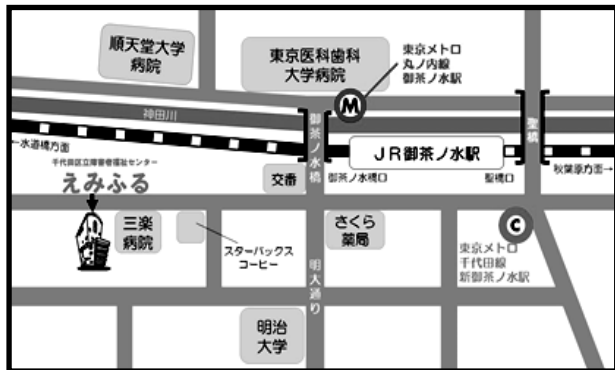 順天堂大学
病院
東京医科歯科
大学病院
東京メトロ
丸ノ内線
御茶ノ水駅
M
神田川
御茶ノ水橋
聖橋
←水道橋方面
JR御茶ノ水駅
千代田区立障害者福祉センター
えみふる
交番
御茶ノ水橋口
聖橋口
秋葉原方面→
三楽
病院
スターバックス
コーヒー
さくら
薬局
C
東京メトロ
千代田線
新御茶ノ水駅
明大通り
明治
大学